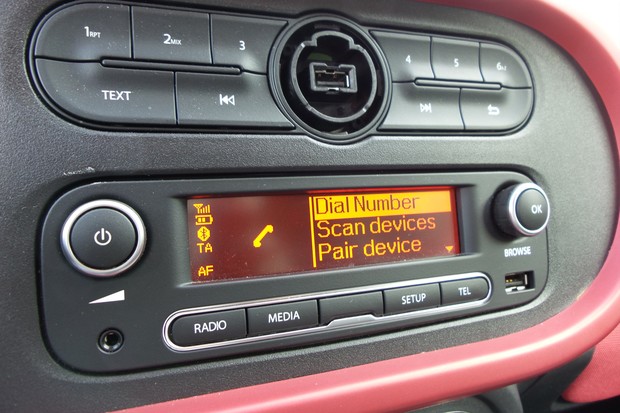 1RPT 2MIX 3 4 5 6
TEXT
Dial Number
Scan devices
Pair device
TA
AF
OK
BROWSE
RADIO MEDIA SETUP TEL